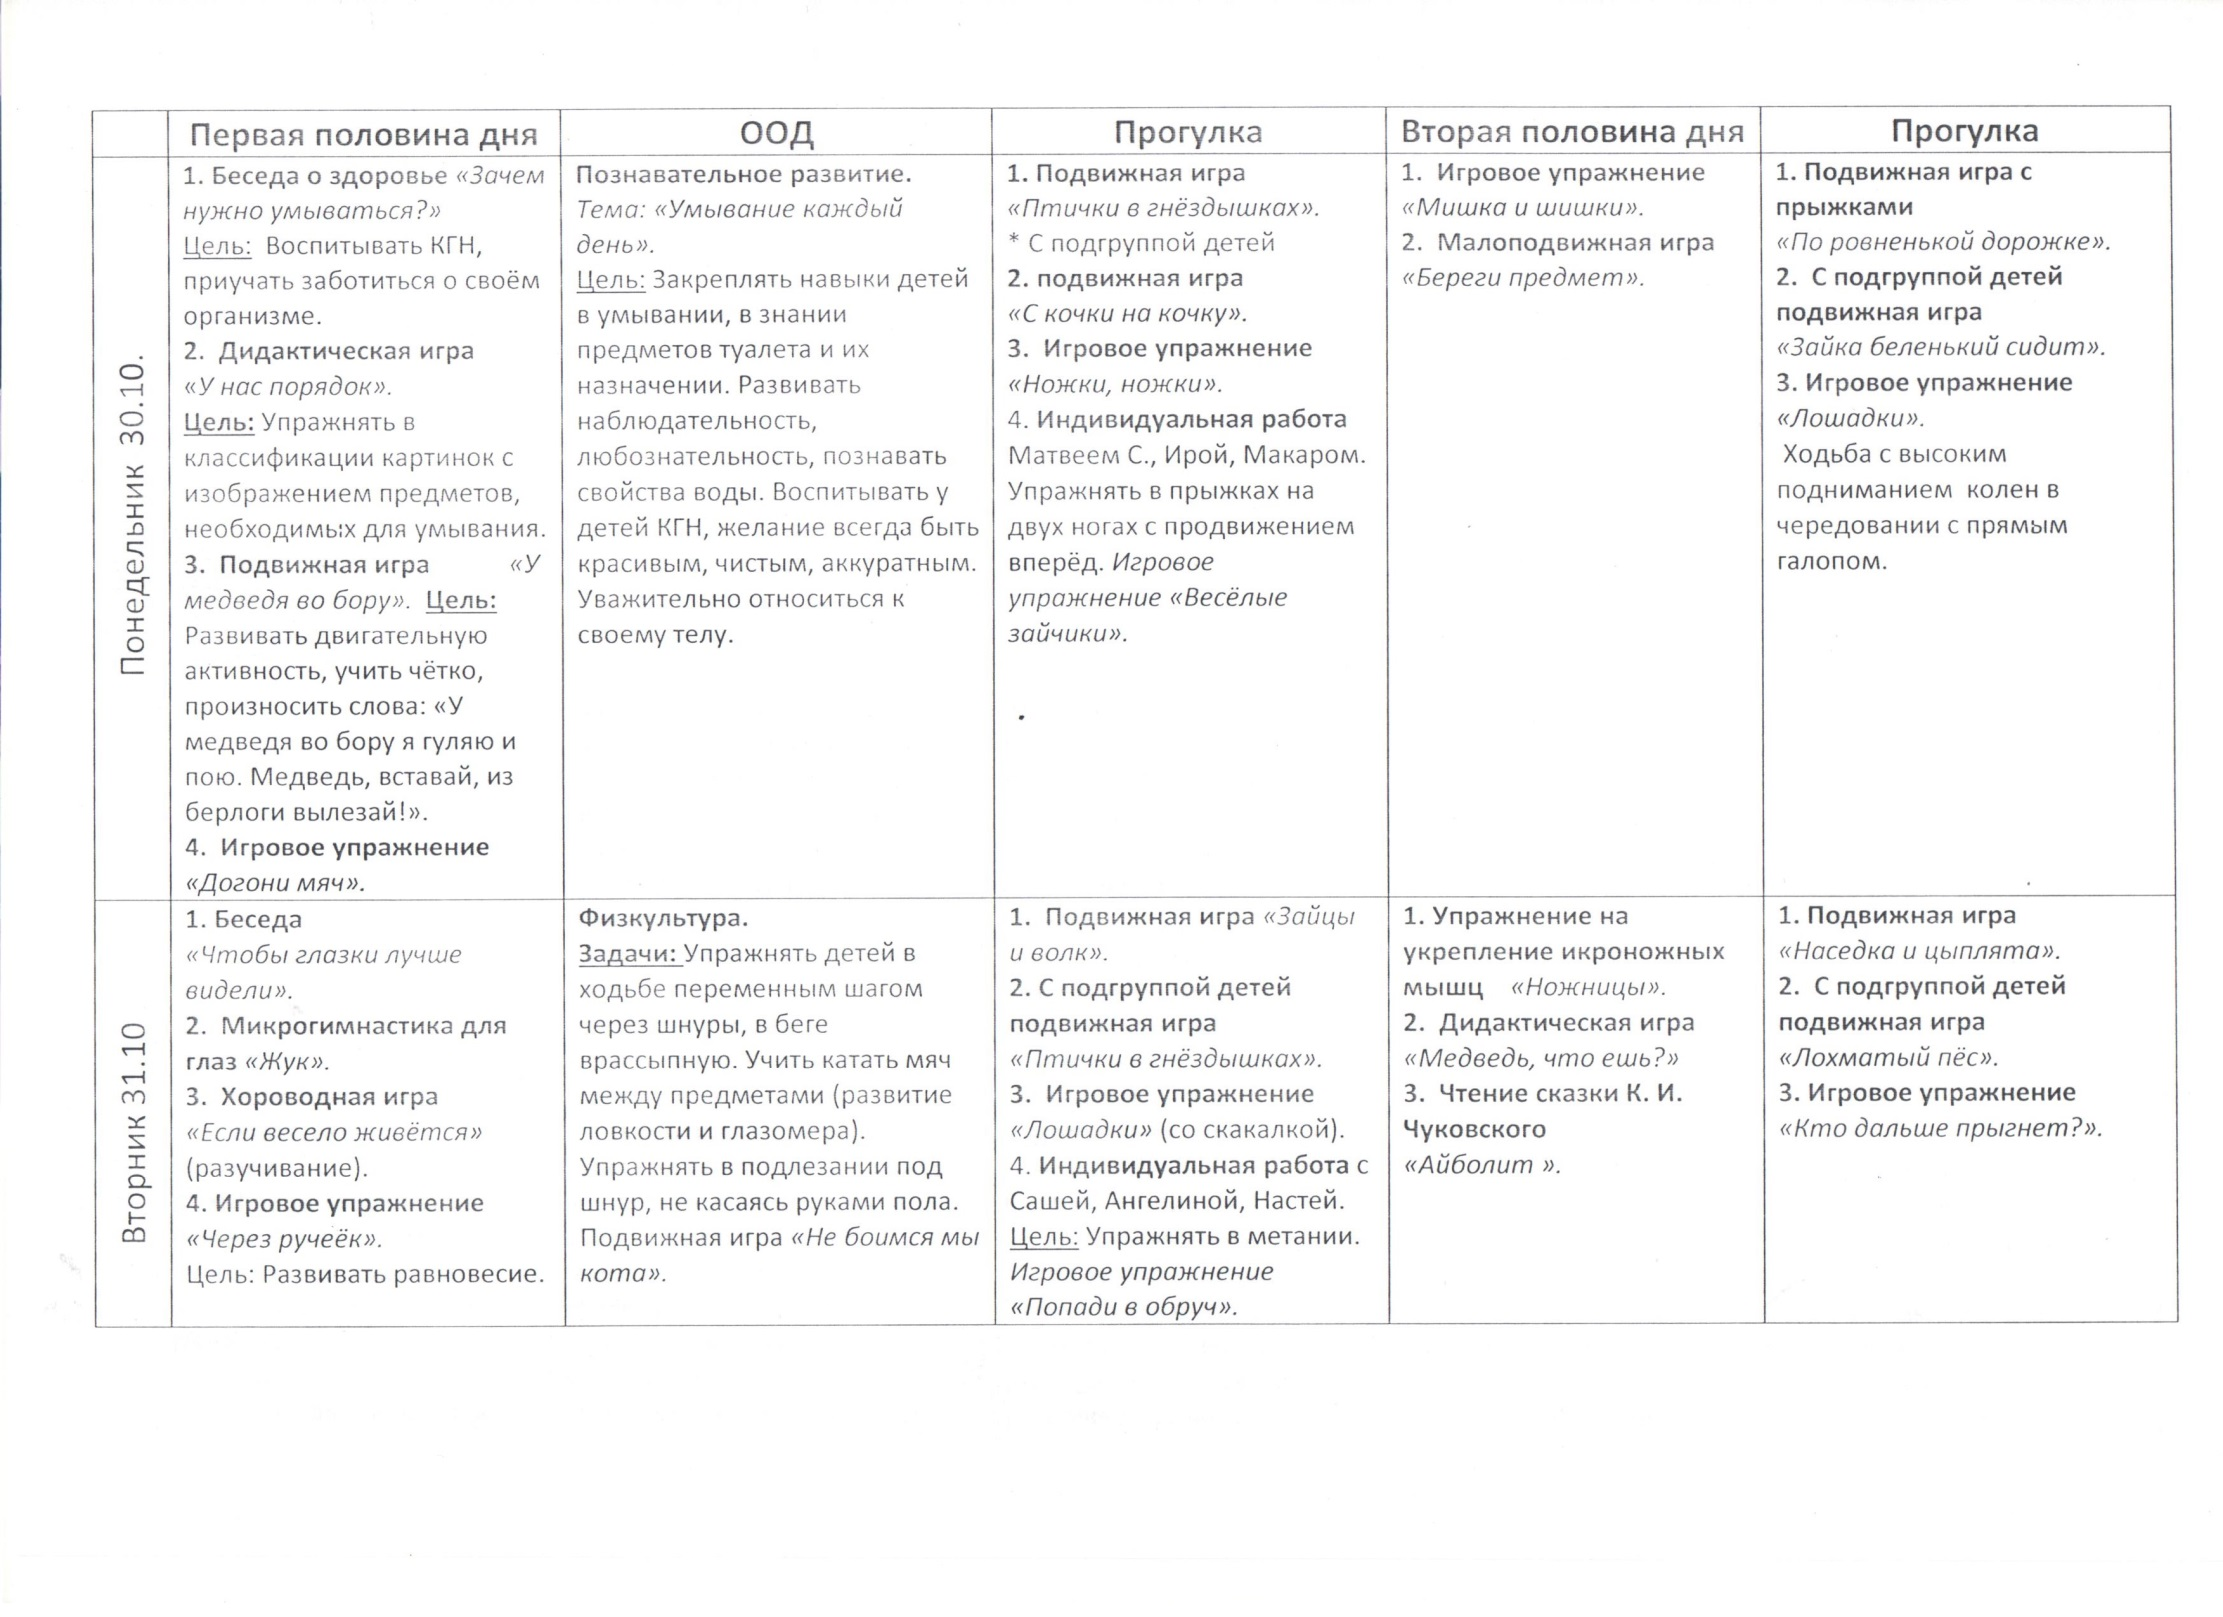 Первая половина дня
ООД
Прогулка
Вторая половина дня
Прогулка
Понедельник 30.10.
1. Беседа о здоровье «Зачем
нужно умываться?»
Цель: Воспитывать КГН,
приучать заботиться о своём
организме.
2. Дидактическая игра
«У нас порядок».
Цель: Упражнять в
классификации картинок с
изображением предметов,
необходимых для умывания.
3. Подвижная игра «У
медведя во бору». Цель:
Развивать двигательную
активность, учить чётко,
произносить слова: «У
медведя во бору я гуляю и
пою. Медведь, вставай, из
берлоги вылезай!».
4. Игровое упражнение
«Догони мяч».
Познавательное развитие.
Тема: «Умывание каждый
день».
Цель: Закреплять навыки детей
в умывании, в знании
предметов туалета и их
назначении. Развивать
наблюдательность,
любознательность, познавать
свойства воды. Воспитывать у
детей КГН, желание всегда быть
красивым, чистым, аккуратным.
Уважительно относиться к
своему телу.
1. Подвижная игра
«Птички в гнёздышках».
* С подгруппой детей
2. подвижная игра
«С кочки на кочку».
3. Игровое упражнение
«Ножки, ножки».
4. Индивидуальная работа
Матвеем С., Ирой, Макаром.
Упражнять в прыжках на
двух ногах с продвижением
вперёд. Игровое
упражнение «Весёлые
зайчики».
1. Игровое упражнение
«Мишка и шишки».
2. Малоподвижная игра
«Береги предмет».
1. Подвижная игра с
прыжками
«По ровненькой дорожке».
2. С подгруппой детей
подвижная игра
«Зайка беленький сидит».
3. Игровое упражнение
«Лошадки».
Ходьба с высоким
подниманием колен в
чередовании с прямым
галопом.
Вторник 31.10
1. Беседа
«Чтобы глазки лучше
видели».
2. Микрогимнастика для
глаз «Жук».
3. Хороводная игра
«Если весело живётся»
(разучивание).
4. Игровое упражнение
«Через ручеёк».
Цель: Развивать равновесие.
Физкультура.
Задачи: Упражнять детей в
ходьбе переменным шагом
через шнуры, в беге
врассыпную. Учить катать мяч
между предметами (развитие
ловкости и глазомера).
Упражнять в подлезании под
шнур, не касаясь руками пола.
Подвижная игра «Не боимся мы
кота».
1. Подвижная игра «Зайцы
и волк».
2. С подгруппой детей
подвижная игра
«Птички в гнёздышках».
3. Игровое упражнение
«Лошадки» (со скакалкой).
4. Индивидуальная работа с
Сашей, Ангелиной, Настей.
Цель: Упражнять в метании.
Игровое упражнение
«Попади в обруч».
1. Упражнение на
укрепление икроножных
мышц «Ножницы».
2. Дидактическая игра
«Медведь, что ешь?»
3. Чтение сказки К. И.
Чуковского
«Айболит ».
1. Подвижная игра
«Наседка и цыплята».
2. С подгруппой детей
подвижная игра
«Лохматый пёс».
3. Игровое упражнение
«Кто дальше прыгнет?».